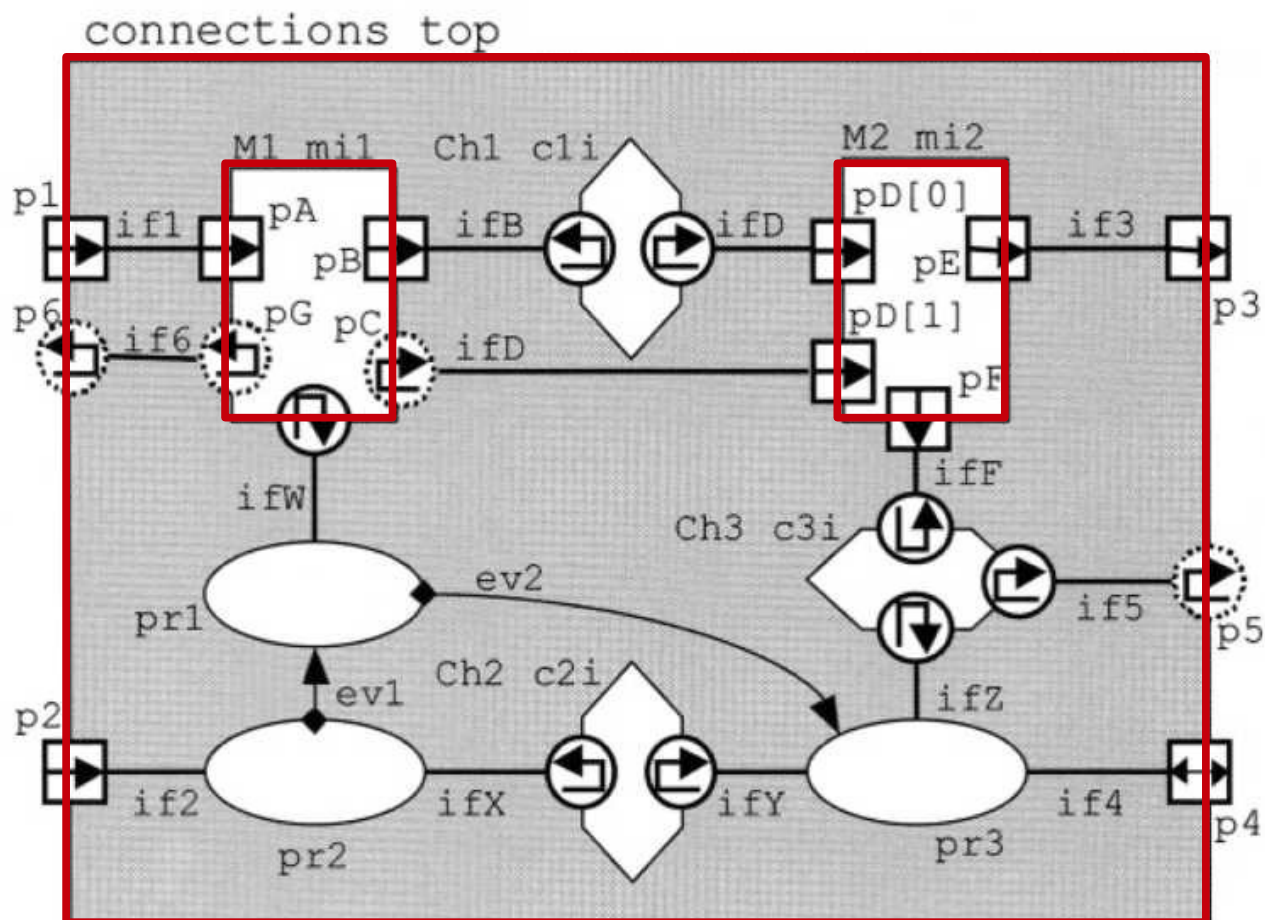 connections top
M1 mi1
Ch1 c1i
M2 mi2
p1
if1
pA
pB
ifB
ifD
pD[0]
pE
if3
p3
p6
if6
pG
pC
ifD
pD[1]
pF
ifW
ifF
Ch3 c3i
pr1
ev2
if5
p5
ev1
Ch2 c2i
ifZ
p2
if2
ifX
ifY
if4
p4
pr2
pr3